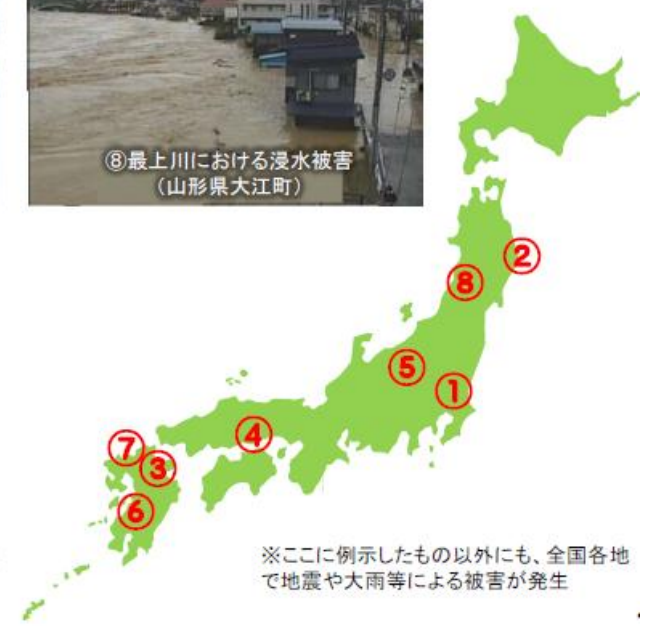 ⑧最上川における浸水被害
（山形県大江町）
②
⑧
⑤
①
④
⑦
③
⑥
※ここに例示したもの以外にも、全国各地
で地震や大雨等による被害が発生